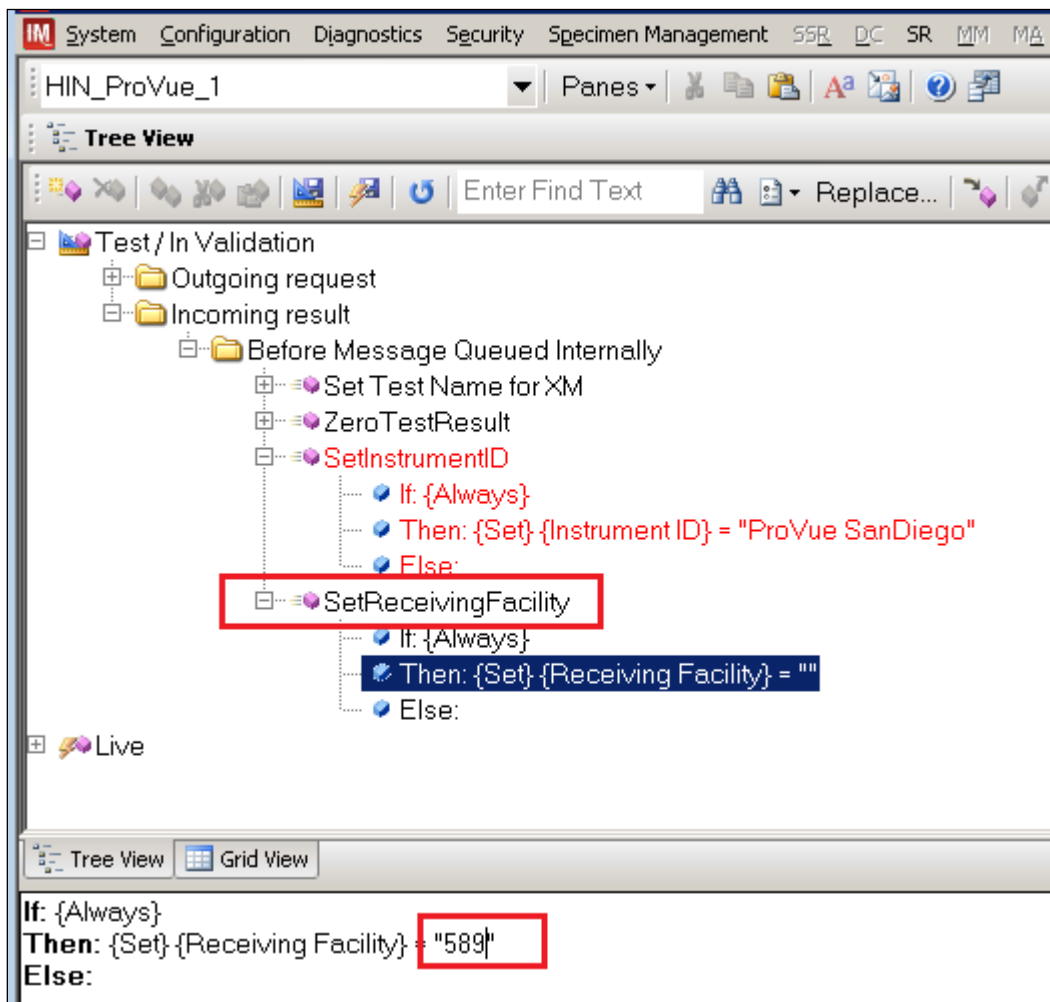 IM System Configuration Diagnostics Security Specimen Management SSR DC SR MM MA
HIN_ProVue_1 Panes Aa
Tree View
Enter Find Text Replace...
Test / In Validation
Outgoing request
Incoming result
Before Message Queued Internally
Set Test Name for XM
ZeroTestResult
SetInstrumentID
If: {Always}
Then: {Set} {Instrument ID} = "ProVue SanDiego"
Else:
SetReceivingFacility
If: {Always}
Then: {Set} {Receiving Facility} = ""
Else:
Live
Tree View Grid View
If: {Always}
Then: {Set} {Receiving Facility} = "589"
Else: